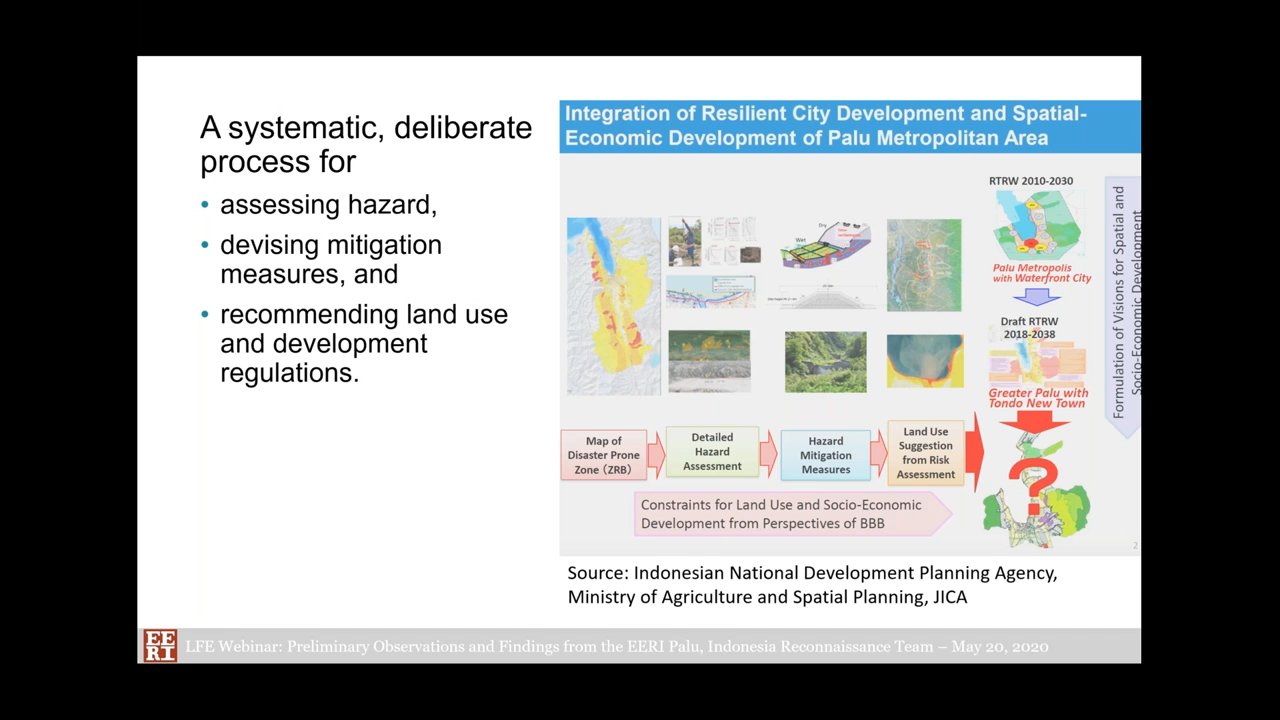 A systematic, deliberate
process for
• assessing hazard,
• devising mitigation
measures, and
• recommending land use
and development
regulations.
Integration of Resilient City Development and Spatial-
Economic Development of Palu Metropolitan Area
RTRW 2010-2030
Palu Metropolis
with Waterfront City
Draft RTRW
2018-2038
Greater Palu with
Tondo New Town
Formulation of Visions for Spatial and
Socio-Economic Development
Dry
Wet
Map of
Disaster Prone
Zone (ZRB)
Detailed
Hazard
Assessment
Hazard
Mitigation
Measures
Land Use
Suggestion
from Risk
Assessment
?
Constraints for Land Use and Socio-Economic
Development from Perspectives of BBB
2
Source: Indonesian National Development Planning Agency,
Ministry of Agriculture and Spatial Planning, JICA
EE
RI
LFE Webinar: Preliminary Observations and Findings from the EERI Palu, Indonesia Reconnaissance Team – May 20, 2020